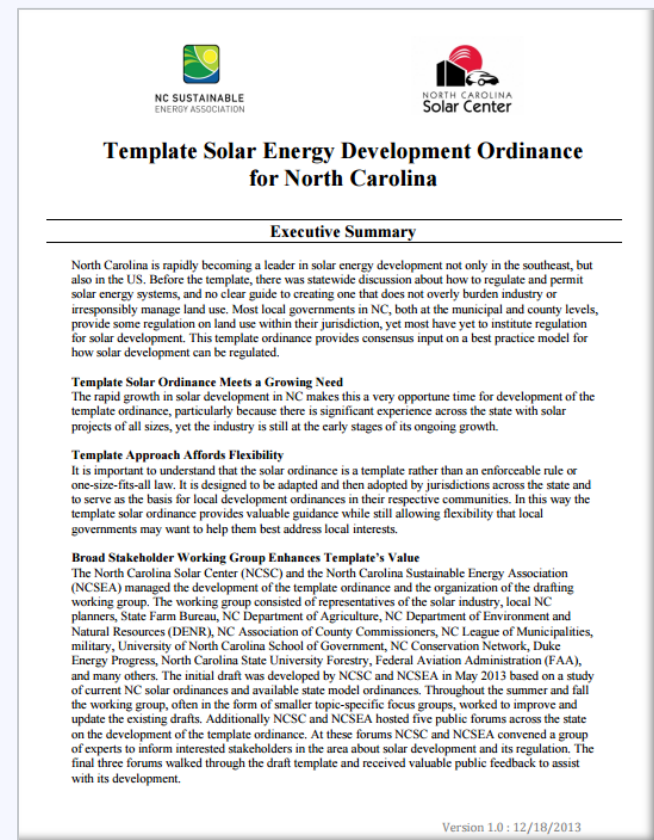 NC SUSTAINABLE
ENERGY ASSOCIATION
NORTH CAROLINA
Solar Center
Template Solar Energy Development Ordinance
for North Carolina
Executive Summary
North Carolina is rapidly becoming a leader in solar energy development not only in the southeast, but
also in the US. Before the template, there was statewide discussion about how to regulate and permit
solar energy systems, and no clear guide to creating one that does not overly burden industry or
irresponsibly manage land use. Most local governments in NC, both at the municipal and county levels,
provide some regulation on land use within their jurisdiction, yet most have yet to institute regulation
for solar development. This template ordinance provides consensus input on a best practice model for
how solar development can be regulated.
Template Solar Ordinance Meets a Growing Need
The rapid growth in solar development in NC makes this a very opportune time for development of the
template ordinance, particularly because there is significant experience across the state with solar
projects of all sizes, yet the industry is still at the early stages of its ongoing growth.
Template Approach Affords Flexibility
It is important to understand that the solar ordinance is a template rather than an enforceable rule or
one-size-fits-all law. It is designed to be adapted and then adopted by jurisdictions across the state and
to serve as the basis for local development ordinances in their respective communities. In this way the
template solar ordinance provides valuable guidance while still allowing flexibility that local
governments may want to help them best address local interests.
Broad Stakeholder Working Group Enhances Template's Value
The North Carolina Solar Center (NCSC) and the North Carolina Sustainable Energy Association
(NCSEA) managed the development of the template ordinance and the organization of the drafting
working group. The working group consisted of representatives of the solar industry, local NC
planners, State Farm Bureau, NC Department of Agriculture, NC Department of Environment and
Natural Resources (DENR), NC Association of County Commissioners, NC League of Municipalities,
military, University of North Carolina School of Government, NC Conservation Network, Duke
Energy Progress, North Carolina State University Forestry, Federal Aviation Administration (FAA),
and many others. The initial draft was developed by NCSC and NCSEA in May 2013 based on a study
of current NC solar ordinances and available state model ordinances. Throughout the summer and fall
the working group, often in the form of smaller topic-specific focus groups, worked to improve and
update the existing drafts. Additionally NCSC and NCSEA hosted five public forums across the state
on the development of the template ordinance. At these forums NCSC and NCSEA convened a group
of experts to inform interested stakeholders in the area about solar development and its regulation. The
final three forums walked through the draft template and received valuable public feedback to assist
with its development.
Version 1.0 : 12/18/2013